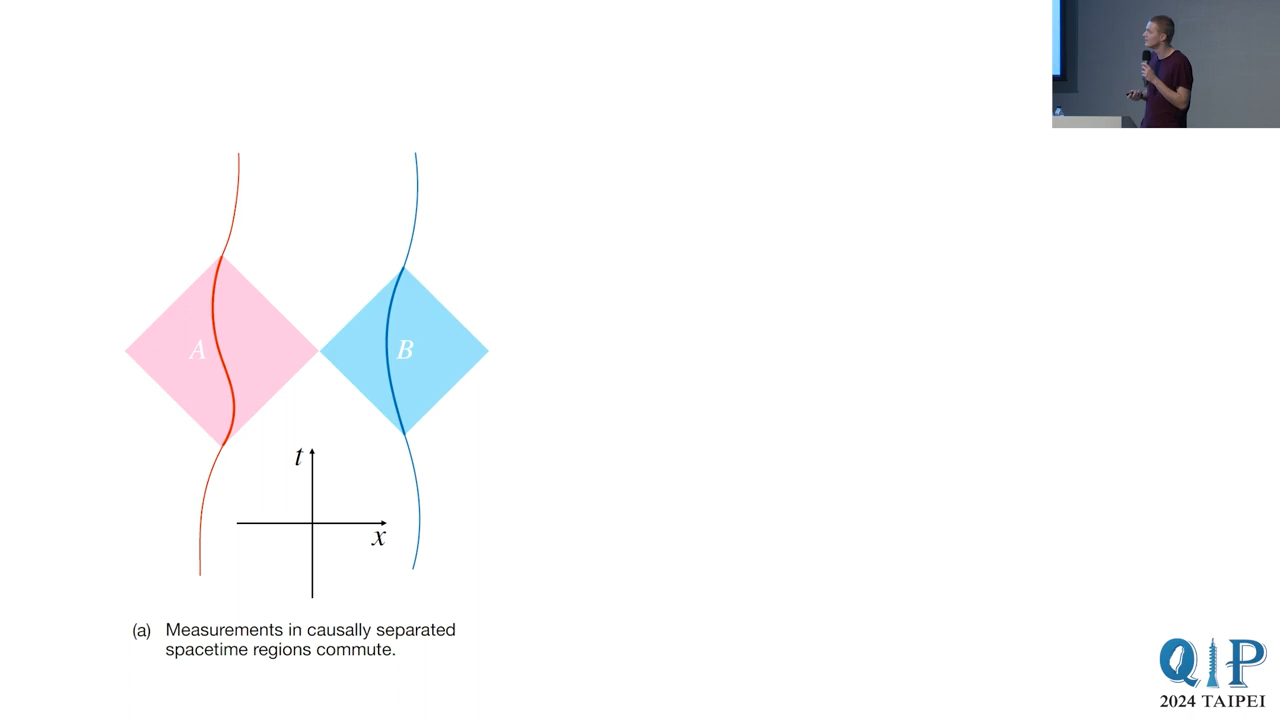 A
B
t
x
(a) Measurements in causally separated
spacetime regions commute.
QIP
2024 TAIPEI